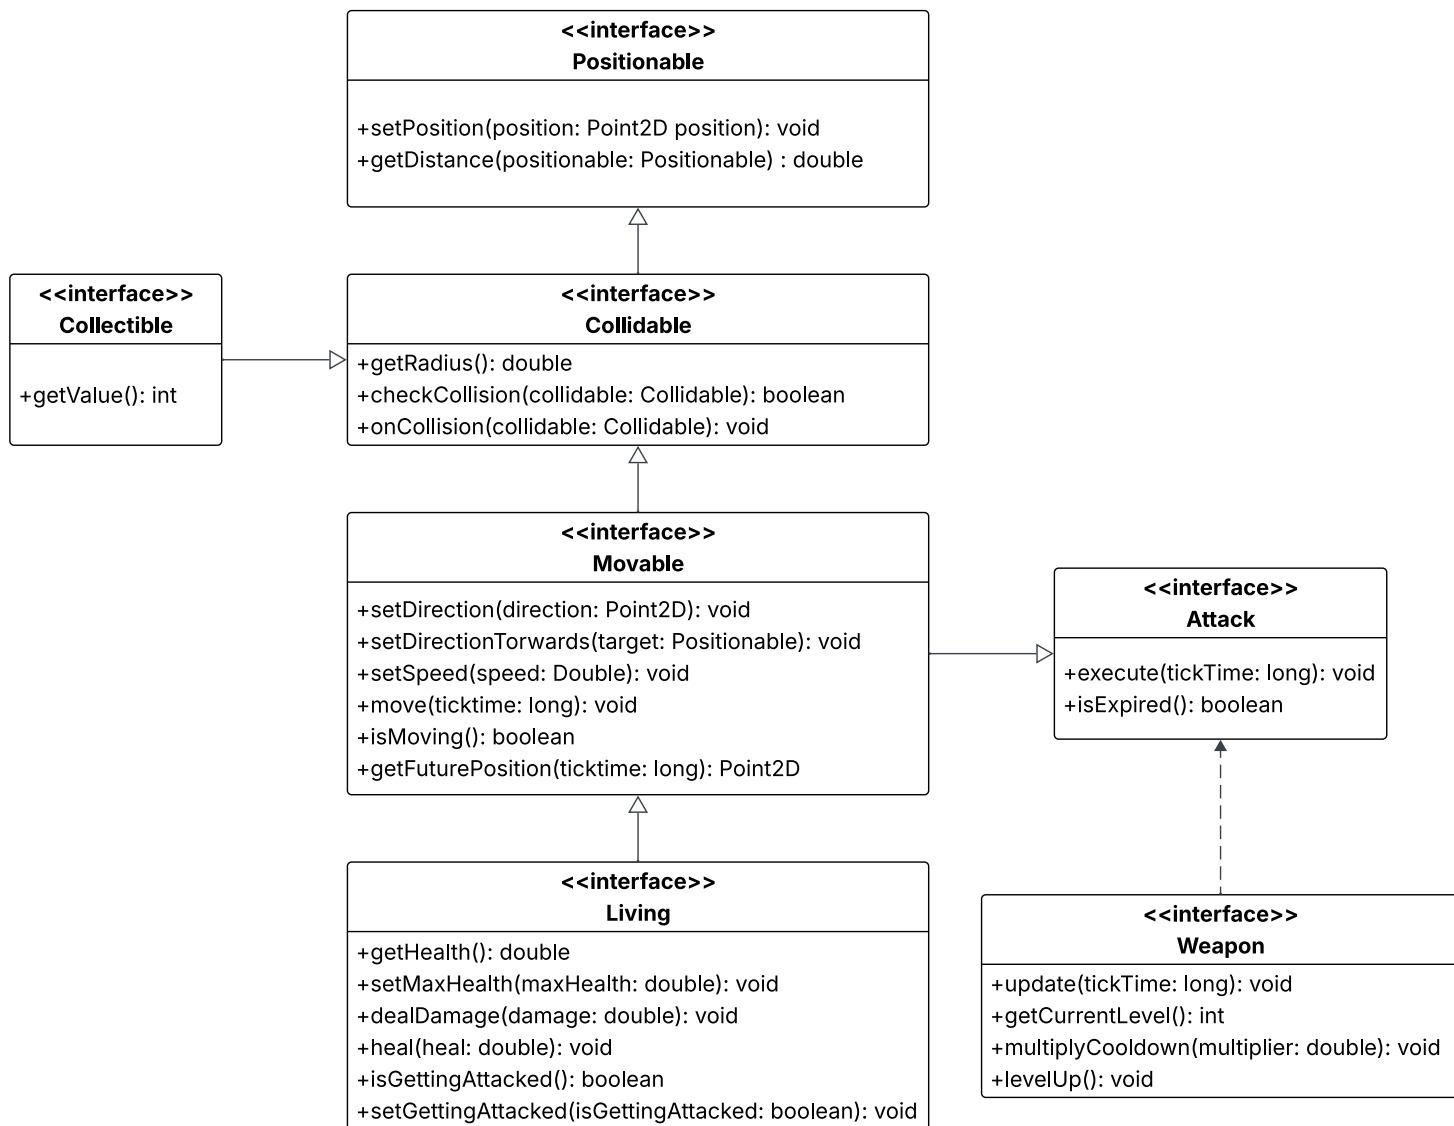 <<interface>>
Positionable
+setPosition(position: Point2D position): void
+getDistance(positionable: Positionable) : double
<<interface>>
Collectible
+getValue(): int
<<interface>>
Collidable
+getRadius(): double
+checkCollision(collidable: Collidable): boolean
+onCollision(collidable: Collidable): void
<<interface>>
Movable
+setDirection(direction: Point2D): void
+setDirectionTorwards(target: Positionable): void
+setSpeed(speed: Double): void
+move(ticktime: long): void
+isMoving(): boolean
+getFuturePosition(ticktime: long): Point2D
<<interface>>
Attack
+execute(tickTime: long): void
+isExpired(): boolean
<<interface>>
Living
+getHealth(): double
+setMaxHealth(maxHealth: double): void
+dealDamage(damage: double): void
+heal(heal: double): void
+isGettingAttacked(): boolean
+setGettingAttacked(isGettingAttacked: boolean): void
<<interface>>
Weapon
+update(tickTime: long): void
+getCurrentLevel(): int
+multiplyCooldown(multiplier: double): void
+levelUp(): void